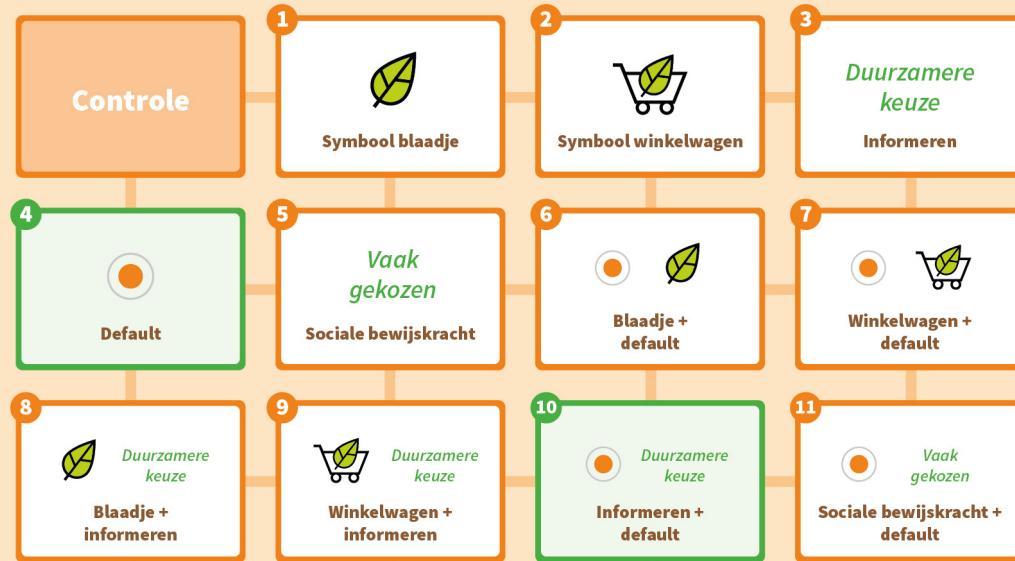 Controle
1
Symbool blaadje
2
Symbool winkelwagen
3
Duurzamere
keuze
Informeren
4
Default
5
Vaak
gekozen
Sociale bewijskracht
6
Blaadje +
default
7
Winkelwagen +
default
8
Duurzamere
keuze
Blaadje +
informeren
9
Duurzamere
keuze
Winkelwagen +
informeren
10
Duurzamere
keuze
Informeren +
default
11
Vaak
gekozen
Sociale bewijskracht +
default